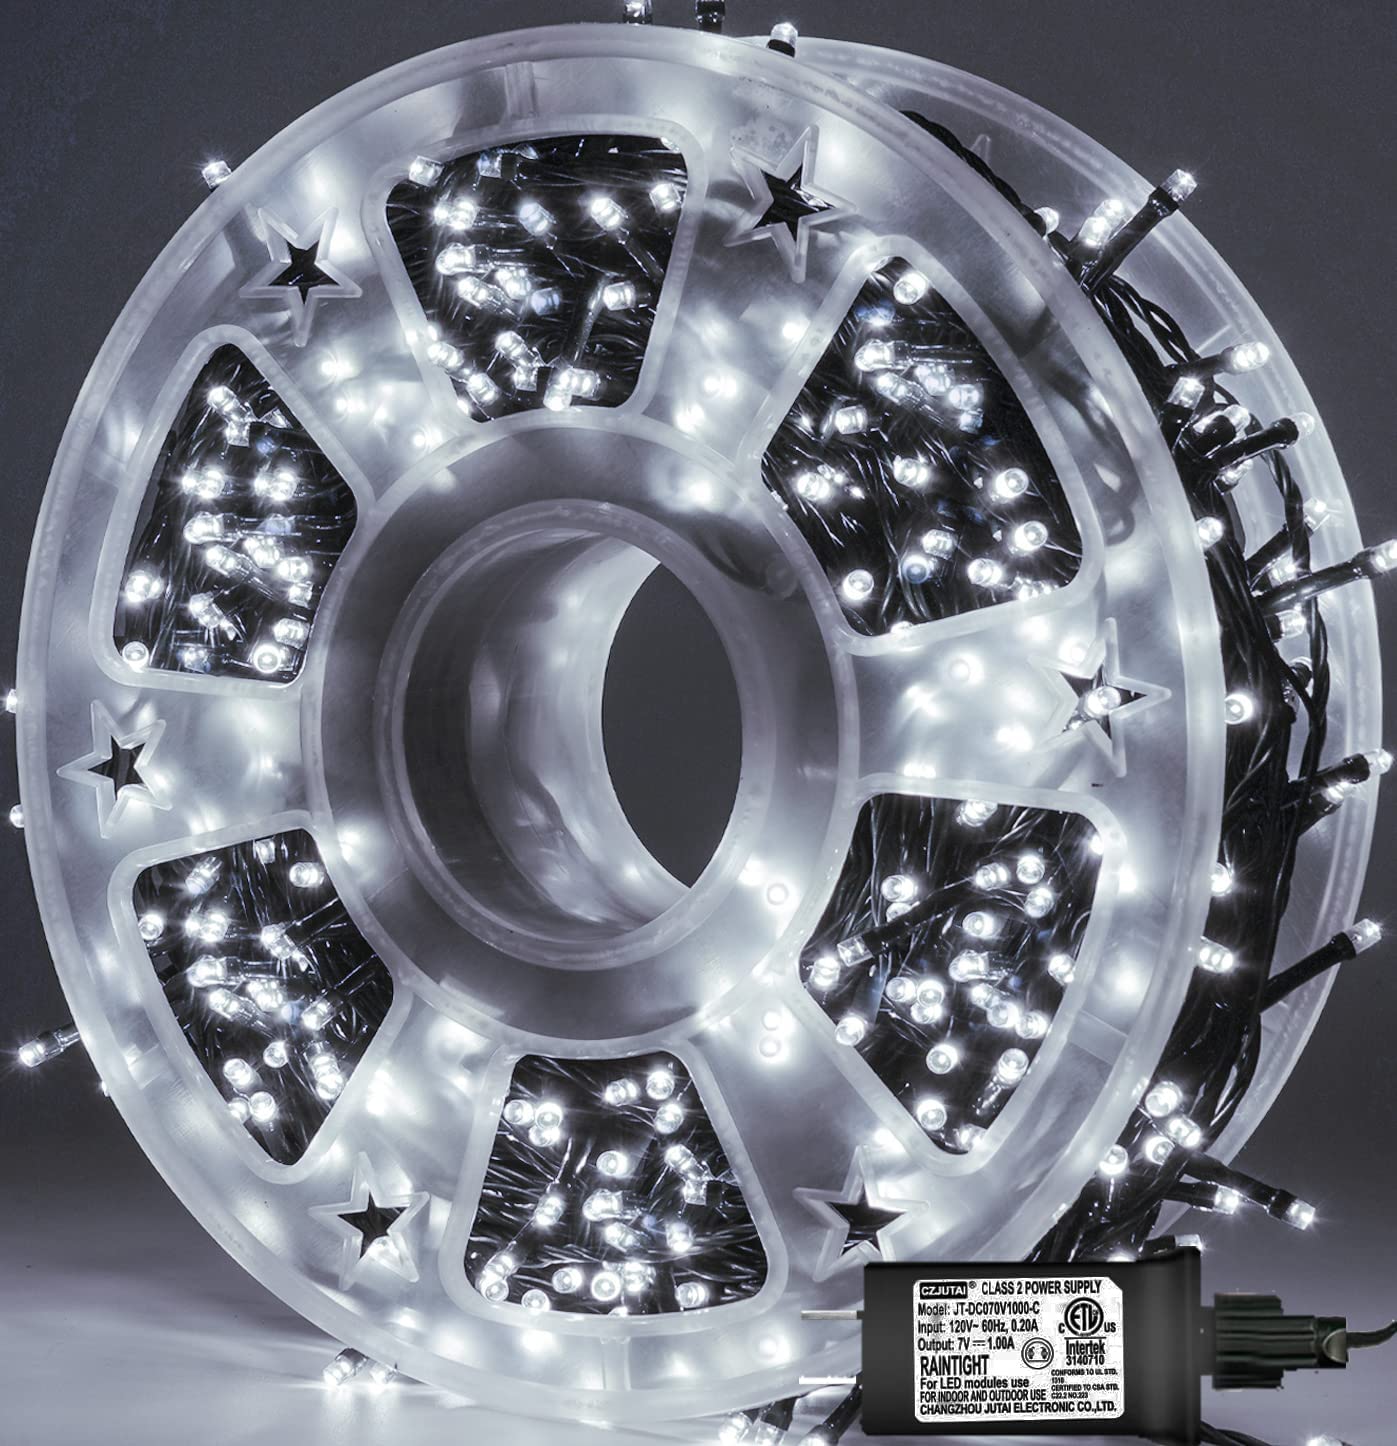 CZJUTAI® CLASS 2 POWER SUPPLY
Model: JT-DC070V1000-C
Input: 120V~ 60Hz, 0.20A
Output: 7V⎓1.00A
RAINTIGHT
For LED modules use
FOR INDOOR AND OUTDOOR USE
CHANGZHOU JUTAI ELECTRONIC CO.,LTD.
C ETL US
Intertek
3140710
CONFORMS TO UL STD.
1310
CERTIFIED TO CSA STD.
C22.2 NO.223